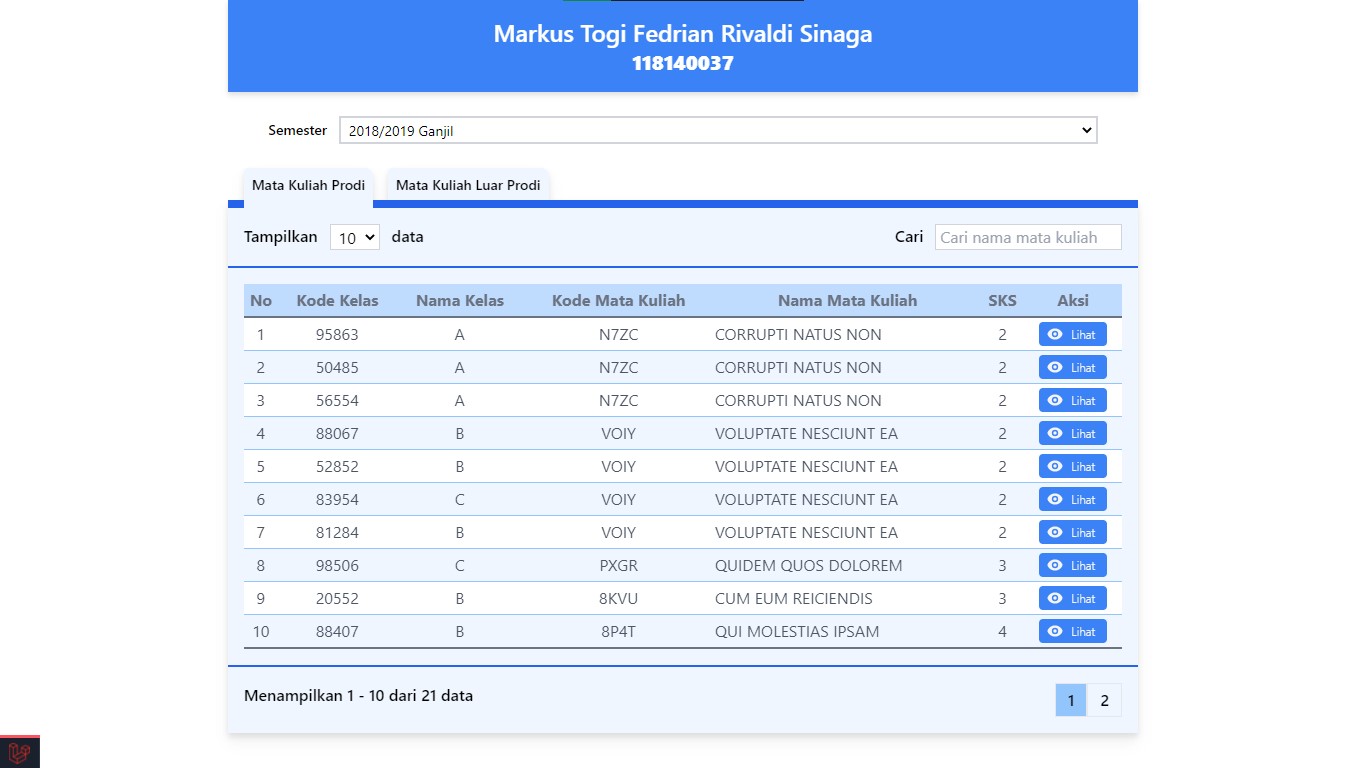 Markus Togi Fedrian Rivaldi Sinaga
118140037
Semester 2018/2019 Ganjil
Mata Kuliah Prodi Mata Kuliah Luar Prodi
Tampilkan 10 data Cari Cari nama mata kuliah
No Kode Kelas Nama Kelas Kode Mata Kuliah Nama Mata Kuliah SKS Aksi
1 95863 A N7ZC CORRUPTI NATUS NON 2 Lihat
2 50485 A N7ZC CORRUPTI NATUS NON 2 Lihat
3 56554 A N7ZC CORRUPTI NATUS NON 2 Lihat
4 88067 B VOIY VOLUPTATE NESCIUNT EA 2 Lihat
5 52852 B VOIY VOLUPTATE NESCIUNT EA 2 Lihat
6 83954 C VOIY VOLUPTATE NESCIUNT EA 2 Lihat
7 81284 B VOIY VOLUPTATE NESCIUNT EA 2 Lihat
8 98506 C PXGR QUIDEM QUOS DOLOREM 3 Lihat
9 20552 B 8KVU CUM EUM REICIENDIS 3 Lihat
10 88407 B 8P4T QUI MOLESTIAS IPSAM 4 Lihat
Menampilkan 1 - 10 dari 21 data 1 2